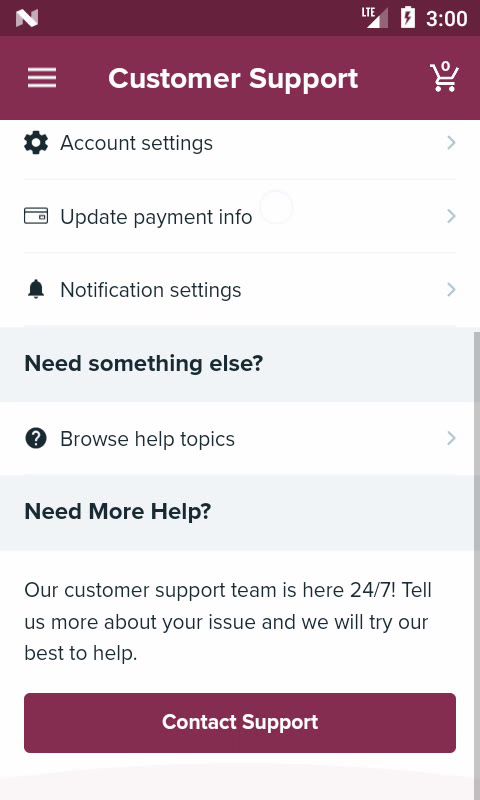 LTE
3:00
Customer Support
0
Account settings
Update payment info
Notification settings
Need something else?
Browse help topics
Need More Help?
Our customer support team is here 24/7! Tell
us more about your issue and we will try our
best to help.
Contact Support